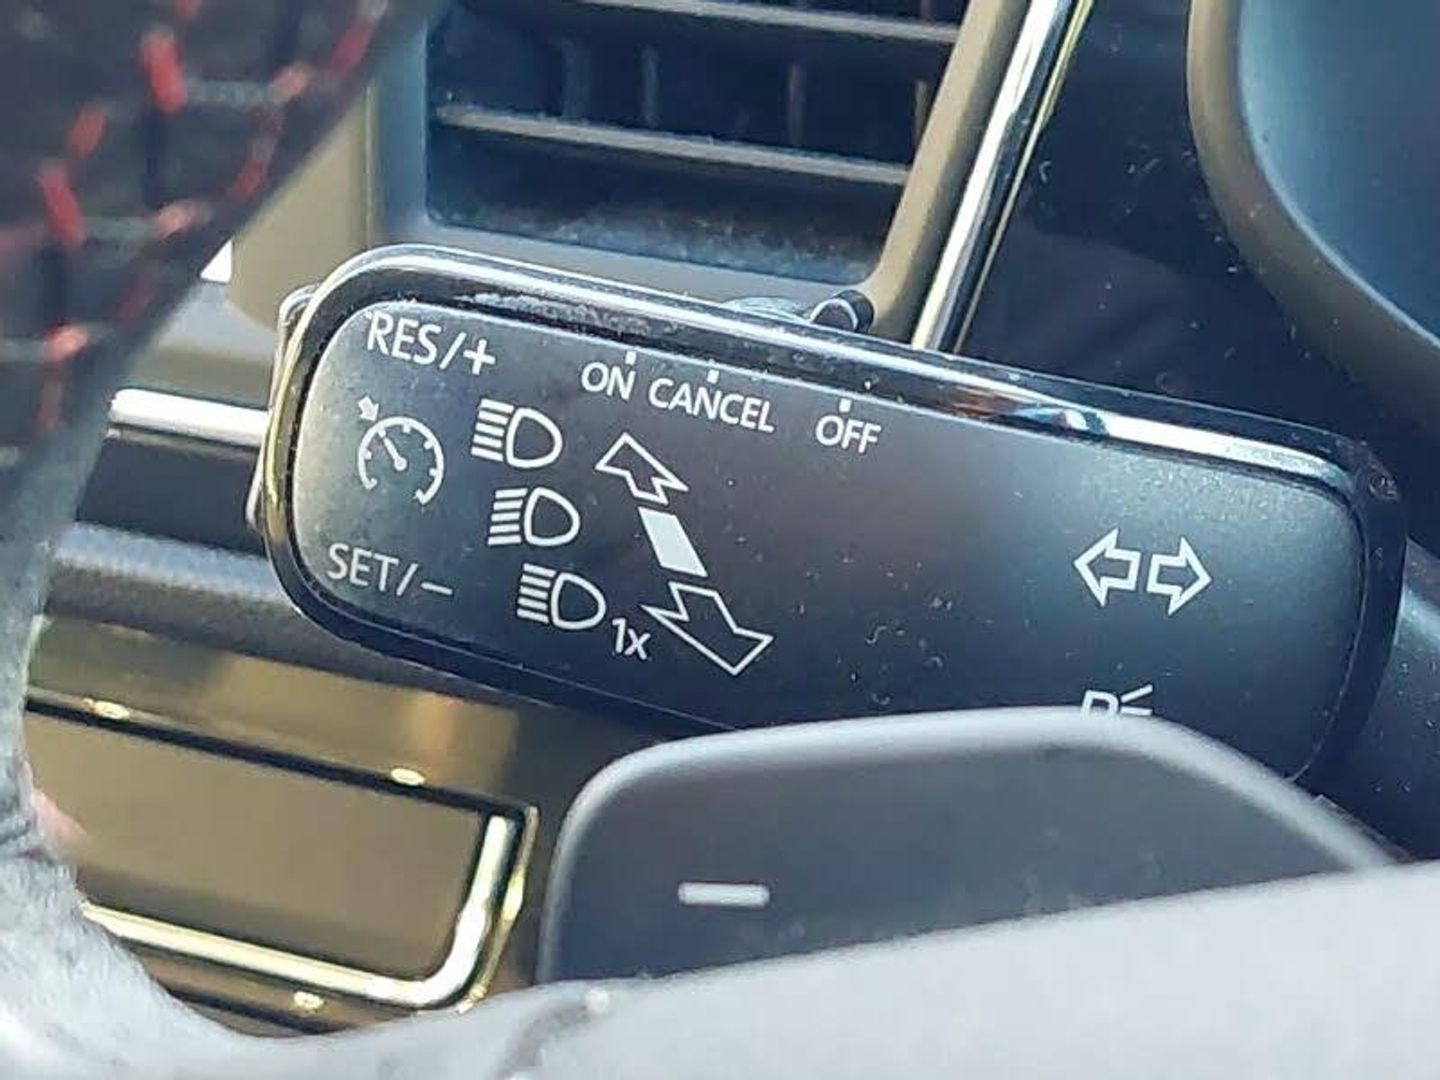 RES/+
ON CANCEL OFF
SET/−
1x
P
−